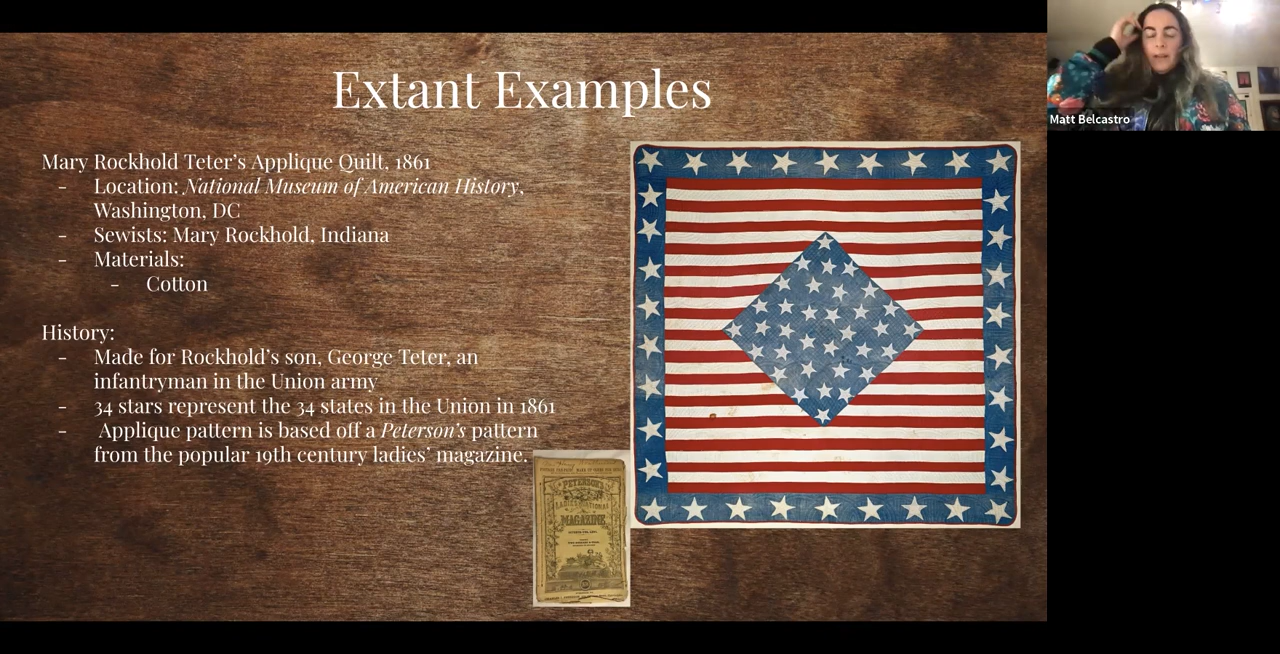 Extant Examples
Matt Belcastro
Mary Rockhold Teter's Applique Quilt, 1861
- Location: National Museum of American History,
Washington, DC
- Sewists: Mary Rockhold, Indiana
- Materials:
- Cotton
History:
- Made for Rockhold's son, George Teter, an
infantryman in the Union army
- 34 stars represent the 34 states in the Union in 1861
- Applique pattern is based off a Peterson's pattern
from the popular 19th century ladies' magazine.
PETERSON'S
MAGAZINE